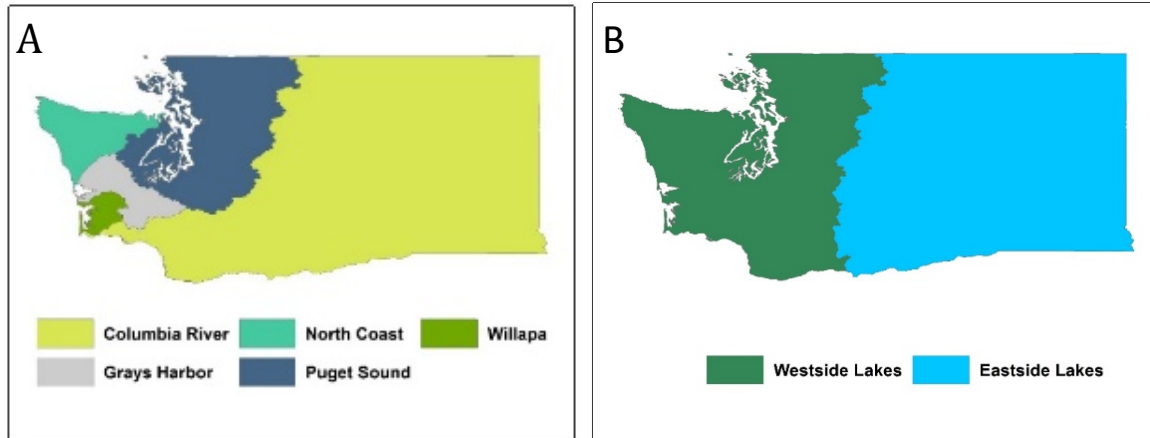 A
Columbia River North Coast Willapa
Grays Harbor Puget Sound
B
Westside Lakes Eastside Lakes